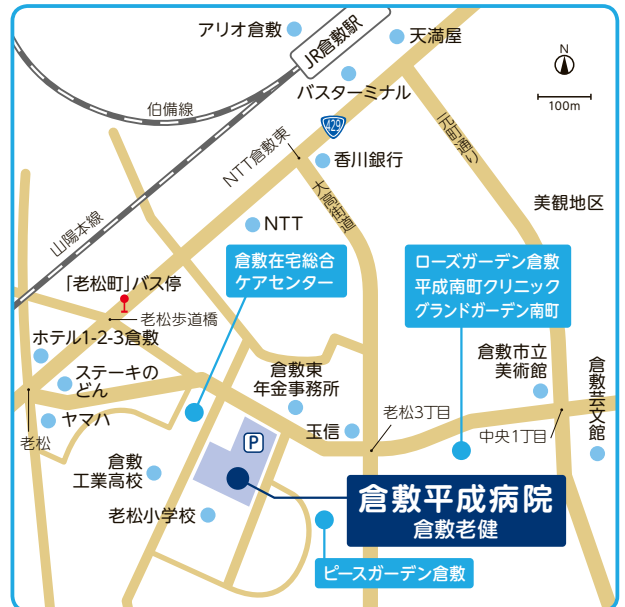 アリオ倉敷
JR倉敷駅
天満屋
N
100m
バスターミナル
伯備線
429
NTT倉敷東
香川銀行
元町通り
大高街道
美観地区
山陽本線
NTT
倉敷在宅総合
ケアセンター
ローズガーデン倉敷
平成南町クリニック
グランドガーデン南町
「老松町」バス停
老松歩道橋
ホテル1-2-3倉敷
ステーキの
どん
倉敷東
年金事務所
倉敷市立
美術館
倉敷芸文館
ヤマハ
老松
玉信
老松3丁目
中央1丁目
P
倉敷
工業高校
老松小学校
倉敷平成病院
倉敷老健
ピースガーデン倉敷